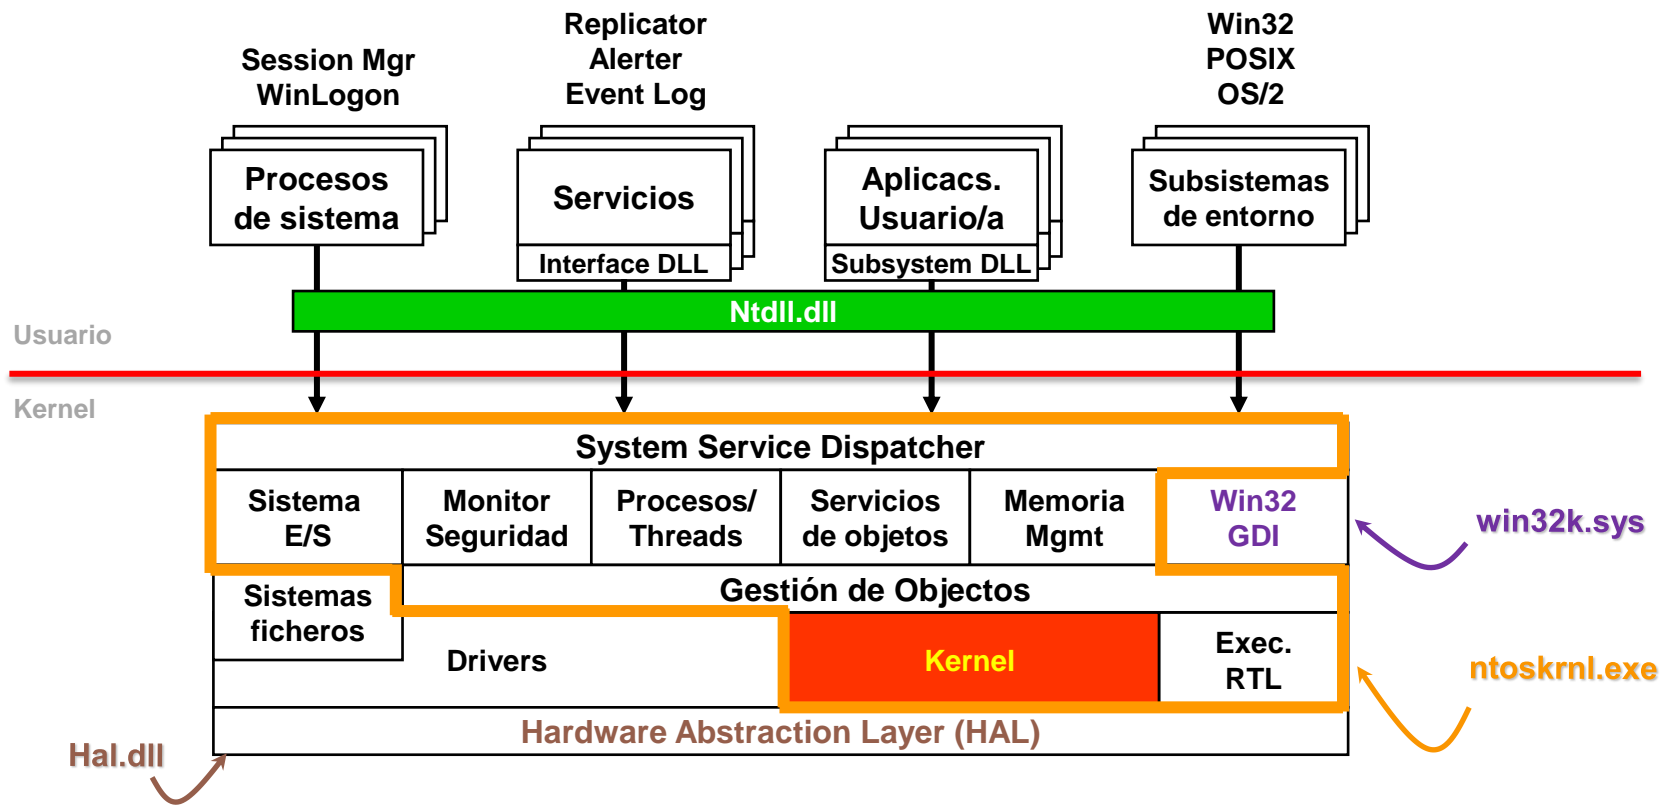 Session Mgr
WinLogon
Replicator
Alerter
Event Log
Win32
POSIX
OS/2
Procesos
de sistema
Servicios
Interface DLL
Aplicacs.
Usuario/a
Subsystem DLL
Subsistemas
de entorno
Ntdll.dll
Usuario
Kernel
System Service Dispatcher
Sistema
E/S
Monitor
Seguridad
Procesos/
Threads
Servicios
de objetos
Memoria
Mgmt
Win32
GDI
win32k.sys
Gestión de Objectos
Sistemas
ficheros
Drivers
Kernel
Exec.
RTL
ntoskrnl.exe
Hardware Abstraction Layer (HAL)
Hal.dll